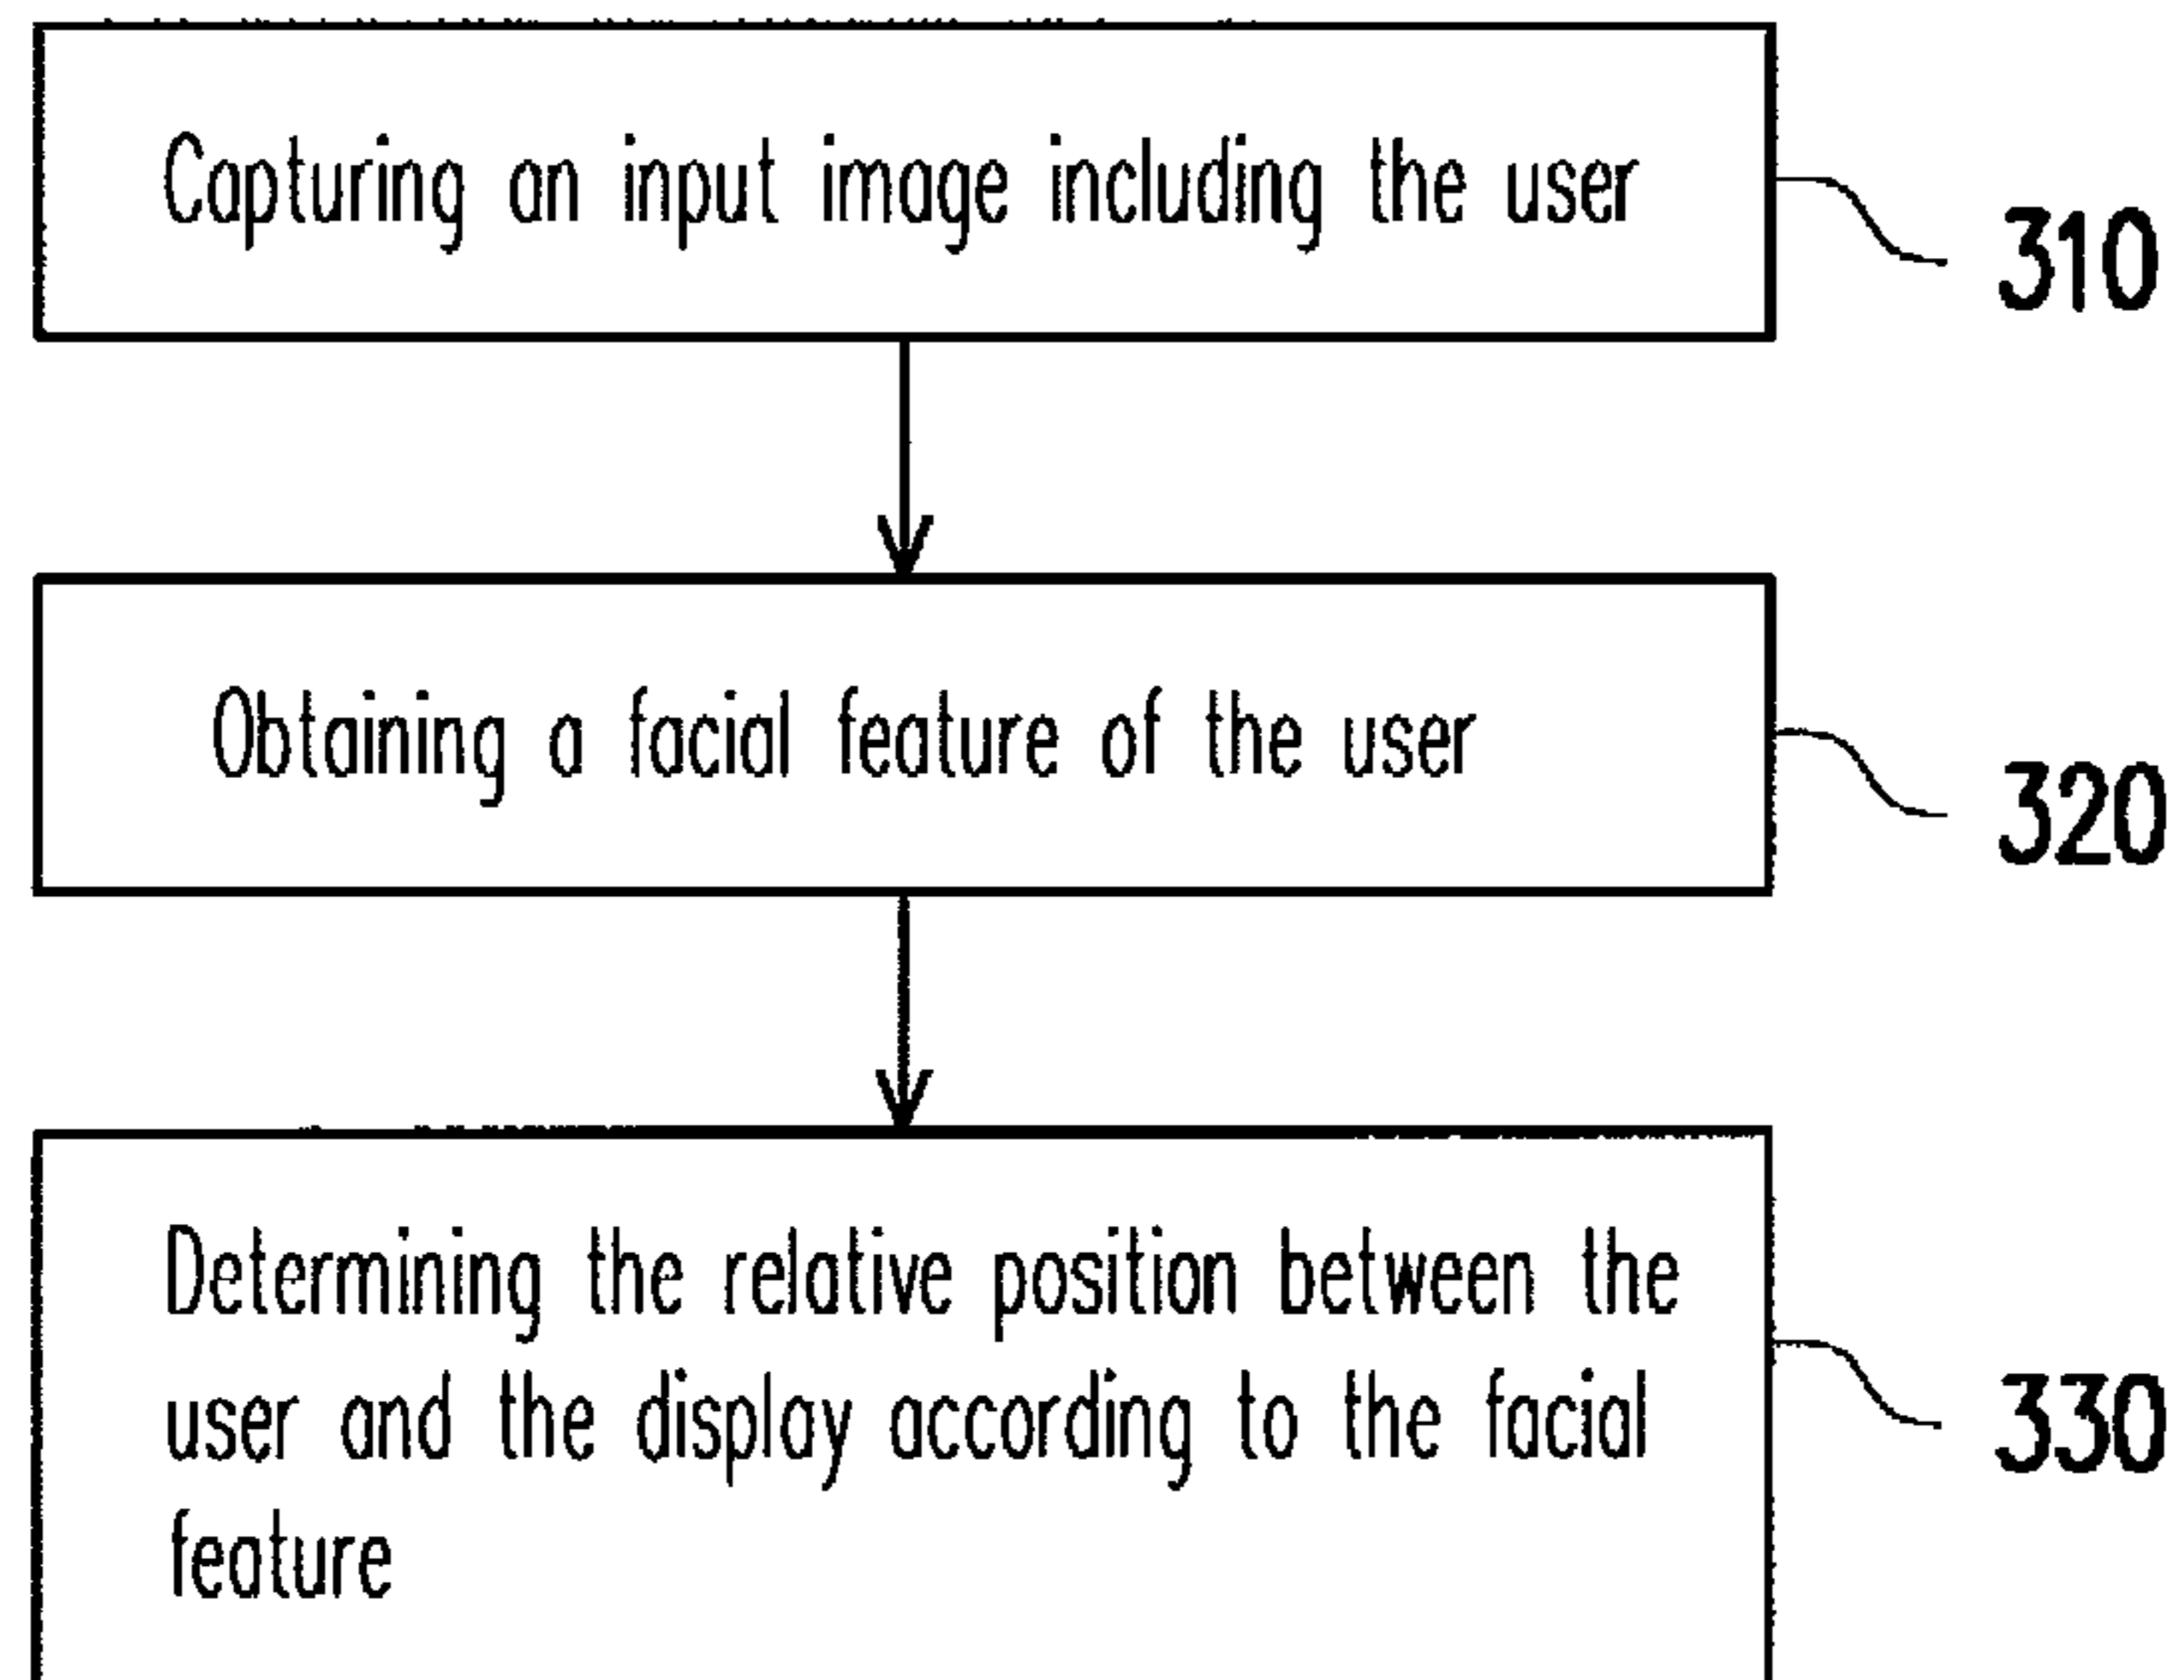 Capturing an input image including the user
310
Obtaining a facial feature of the user
320
Determining the relative position between the
user and the display according to the facial
feature
330